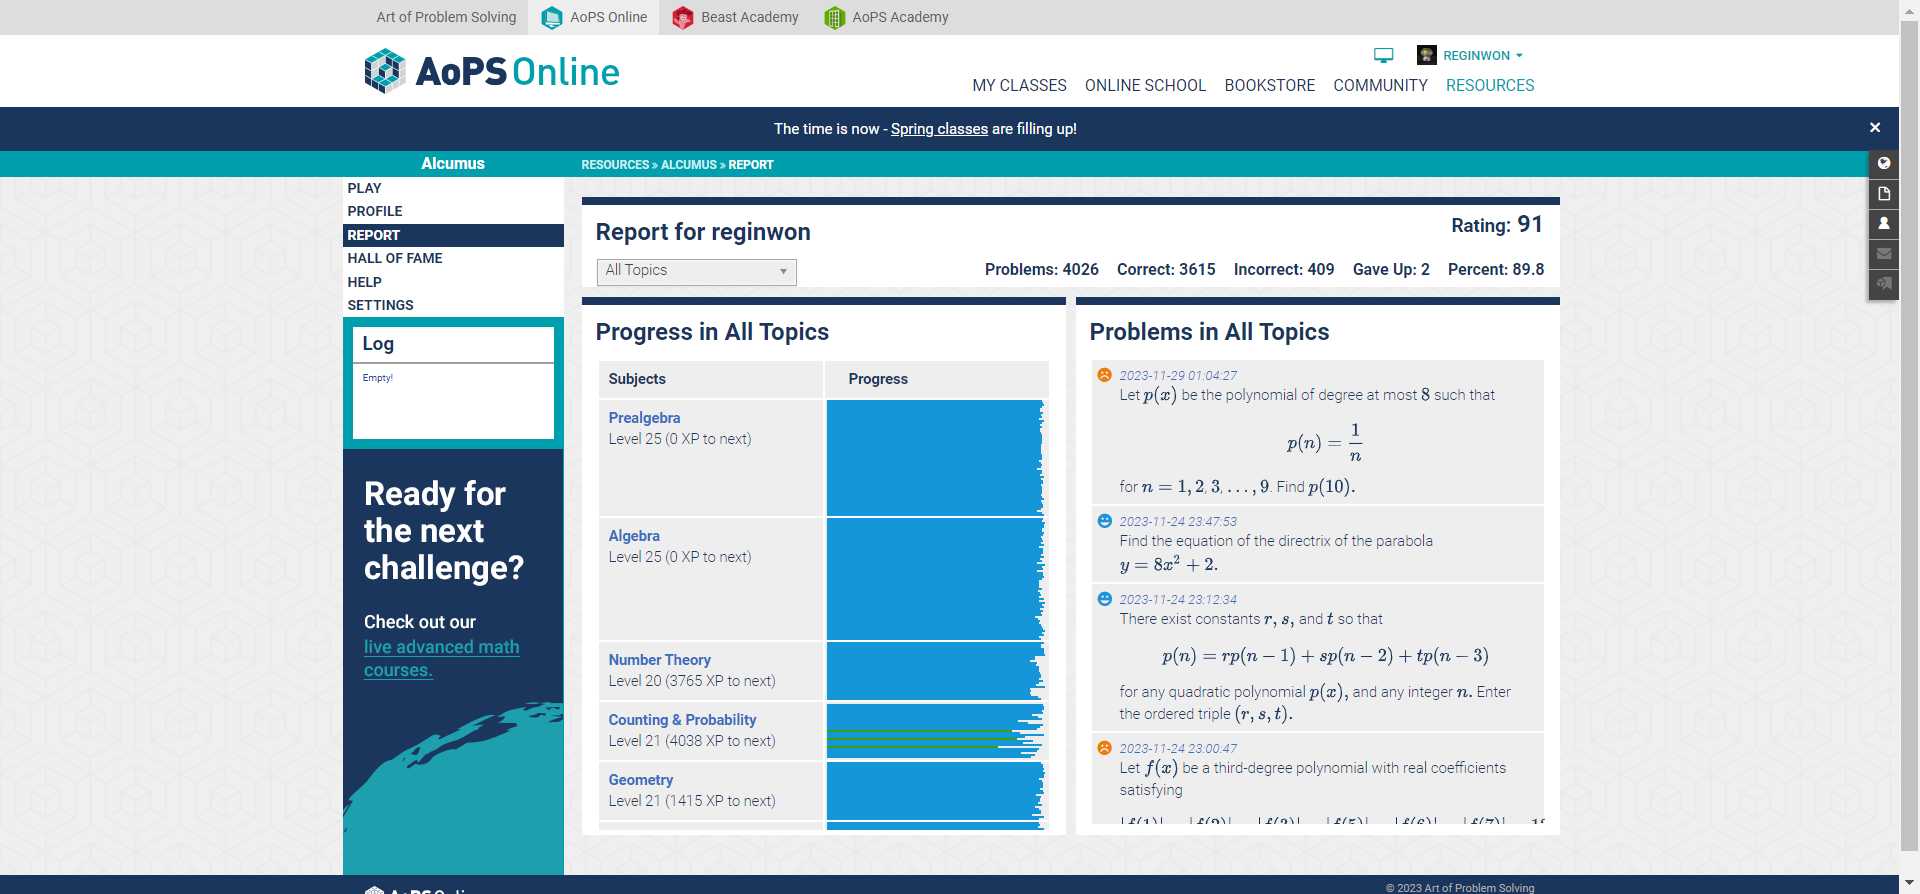 Art of Problem Solving AoPS Online Beast Academy AoPS Academy
AoPS Online
REGINWON
MY CLASSES ONLINE SCHOOL BOOKSTORE COMMUNITY RESOURCES
The time is now - Spring classes are filling up!
Alcumus
RESOURCES » ALCUMUS » REPORT
PLAY
PROFILE
REPORT
HALL OF FAME
HELP
SETTINGS
Log
Empty!
Ready for
the next
challenge?
Check out our
live advanced math
courses.
Report for reginwon
Rating: 91
All Topics
Problems: 4026 Correct: 3615 Incorrect: 409 Gave Up: 2 Percent: 89.8
Progress in All Topics
Subjects Progress
Prealgebra
Level 25 (0 XP to next)
Algebra
Level 25 (0 XP to next)
Number Theory
Level 20 (3765 XP to next)
Counting & Probability
Level 21 (4038 XP to next)
Geometry
Level 21 (1415 XP to next)
Problems in All Topics
2023-11-29 01:04:27
Let p(x) be the polynomial of degree at most 8 such that
p(n) = 1/n
for n = 1, 2, 3, . . . , 9. Find p(10).
2023-11-24 23:47:53
Find the equation of the directrix of the parabola
y = 8x² + 2.
2023-11-24 23:12:34
There exist constants r, s, and t so that
p(n) = rp(n − 1) + sp(n − 2) + tp(n − 3)
for any quadratic polynomial p(x), and any integer n. Enter
the ordered triple (r, s, t).
2023-11-24 23:00:47
Let f(x) be a third-degree polynomial with real coefficients
satisfying
© 2023 Art of Problem Solving